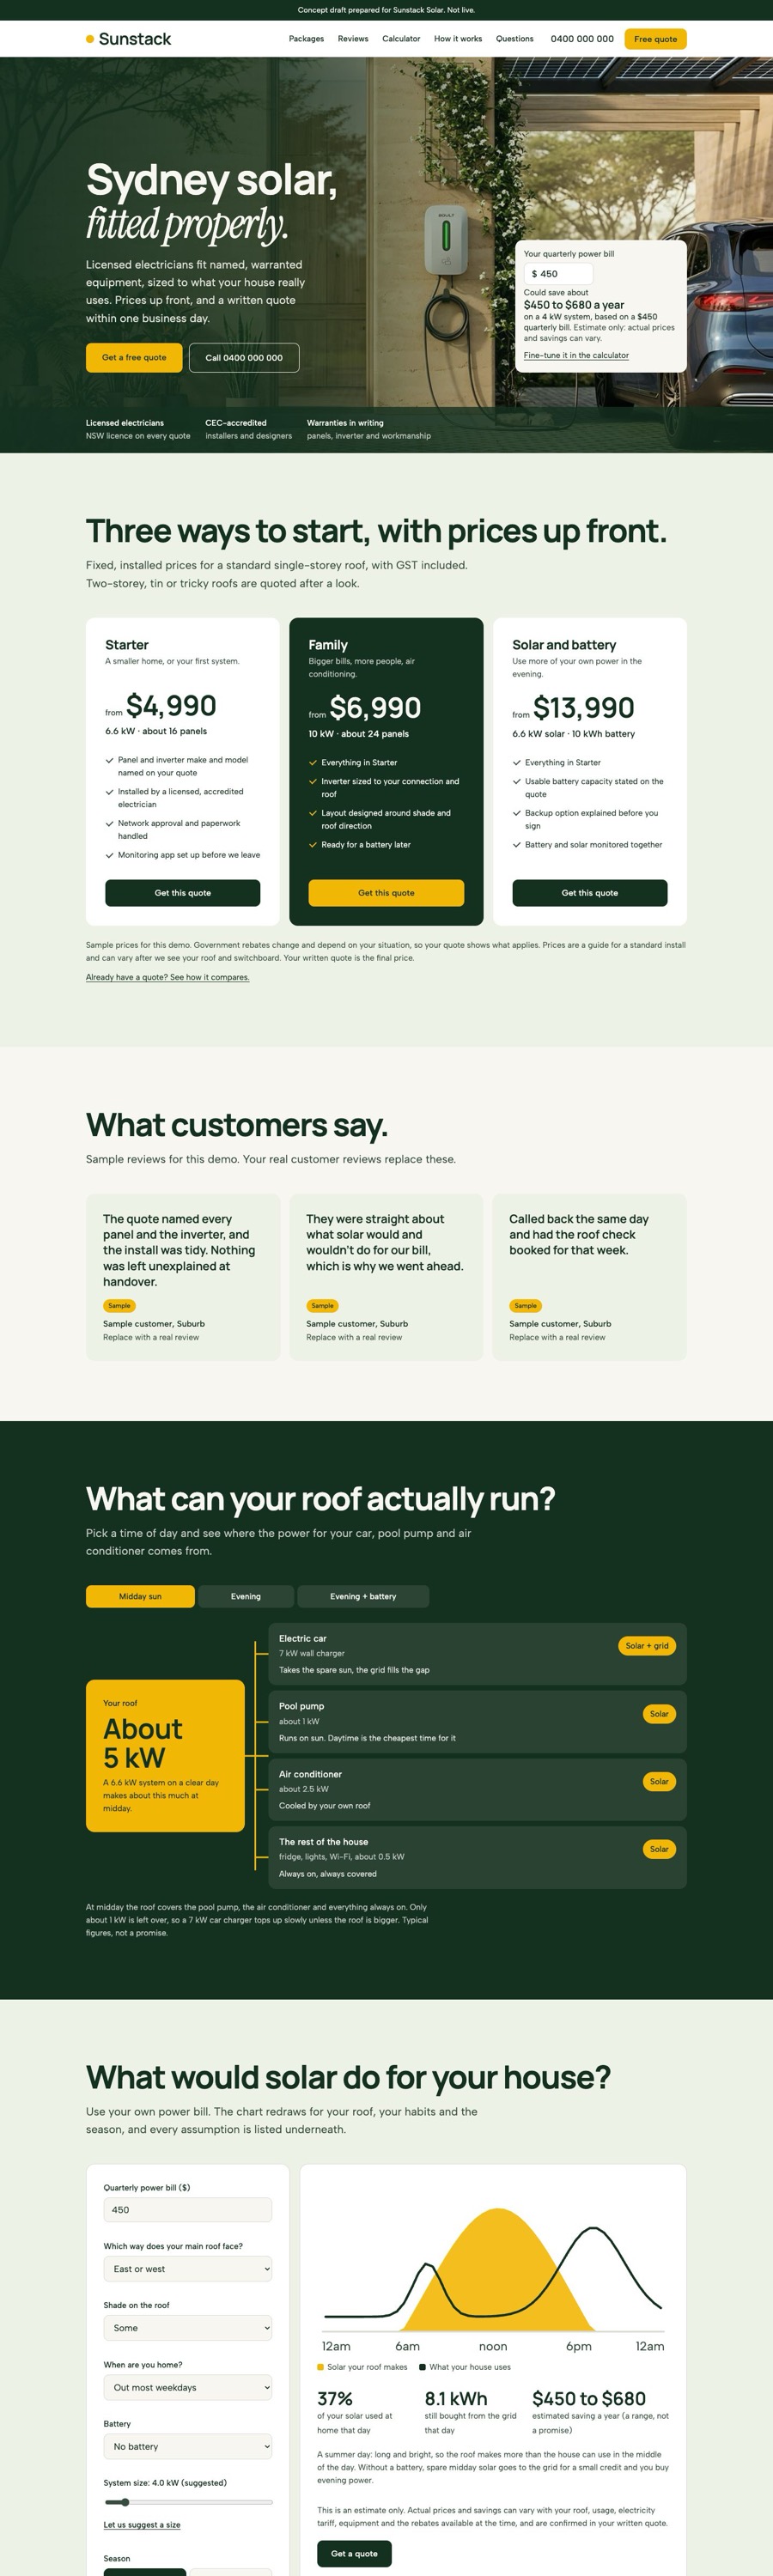 Concept draft prepared for Sunstack Solar. Not live.
Sunstack
Packages
Reviews
Calculator
How it works
Questions
0400 000 000
Free quote
Sydney solar,
fitted properly.
Licensed electricians fit named, warranted
equipment, sized to what your house really
uses. Prices up front, and a written quote
within one business day.
Get a free quote
Call 0400 000 000
Your quarterly power bill
$ 450
Could save about
$450 to $680 a year
on a 4 kW system, based on a $450
quarterly bill. Estimate only: actual prices
and savings can vary.
Fine-tune it in the calculator
Licensed electricians
NSW licence on every quote
CEC-accredited
installers and designers
Warranties in writing
panels, inverter and workmanship
Three ways to start, with prices up front.
Fixed, installed prices for a standard single-storey roof, with GST included.
Two-storey, tin or tricky roofs are quoted after a look.
Starter
A smaller home, or your first system.
from $4,990
6.6 kW · about 16 panels
Panel and inverter make and model
named on your quote
Installed by a licensed, accredited
electrician
Network approval and paperwork
handled
Monitoring app set up before we leave
Get this quote
Family
Bigger bills, more people, air
conditioning.
from $6,990
10 kW · about 24 panels
Everything in Starter
Inverter sized to your connection and
roof
Layout designed around shade and
roof direction
Ready for a battery later
Get this quote
Solar and battery
Use more of your own power in the
evening.
from $13,990
6.6 kW solar · 10 kWh battery
Everything in Starter
Usable battery capacity stated on the
quote
Backup option explained before you
sign
Battery and solar monitored together
Get this quote
Sample prices for this demo. Government rebates change and depend on your situation, so your quote shows what applies. Prices are a guide for a standard install
and can vary after we see your roof and switchboard. Your written quote is the final price.
Already have a quote? See how it compares.
What customers say.
Sample reviews for this demo. Your real customer reviews replace these.
The quote named every
panel and the inverter, and
the install was tidy. Nothing
was left unexplained at
handover.
Sample
Sample customer, Suburb
Replace with a real review
They were straight about
what solar would and
wouldn't do for our bill,
which is why we went ahead.
Sample
Sample customer, Suburb
Replace with a real review
Called back the same day
and had the roof check
booked for that week.
Sample
Sample customer, Suburb
Replace with a real review
What can your roof actually run?
Pick a time of day and see where the power for your car, pool pump and air
conditioner comes from.
Midday sun
Evening
Evening + battery
Your roof
About
5 kW
A 6.6 kW system on a clear day
makes about this much at
midday.
Electric car
7 kW wall charger
Takes the spare sun, the grid fills the gap
Solar + grid
Pool pump
about 1 kW
Runs on sun. Daytime is the cheapest time for it
Solar
Air conditioner
about 2.5 kW
Cooled by your own roof
Solar
The rest of the house
fridge, lights, Wi-Fi, about 0.5 kW
Always on, always covered
Solar
At midday the roof covers the pool pump, the air conditioner and everything always on. Only
about 1 kW is left over, so a 7 kW car charger tops up slowly unless the roof is bigger. Typical
figures, not a promise.
What would solar do for your house?
Use your own power bill. The chart redraws for your roof, your habits and the
season, and every assumption is listed underneath.
Quarterly power bill ($)
450
Which way does your main roof face?
East or west
Shade on the roof
Some
When are you home?
Out most weekdays
Battery
No battery
System size: 4.0 kW (suggested)
Let us suggest a size
Season
12am
6am
noon
6pm
12am
Solar your roof makes
What your house uses
37%
of your solar used at
home that day
8.1 kWh
still bought from the grid
that day
$450 to $680
estimated saving a year (a range, not
a promise)
A summer day: long and bright, so the roof makes more than the house can use in the middle
of the day. Without a battery, spare midday solar goes to the grid for a small credit and you buy
evening power.
This is an estimate only. Actual prices and savings can vary with your roof, usage, electricity
tariff, equipment and the rebates available at the time, and are confirmed in your written quote.
Get a quote